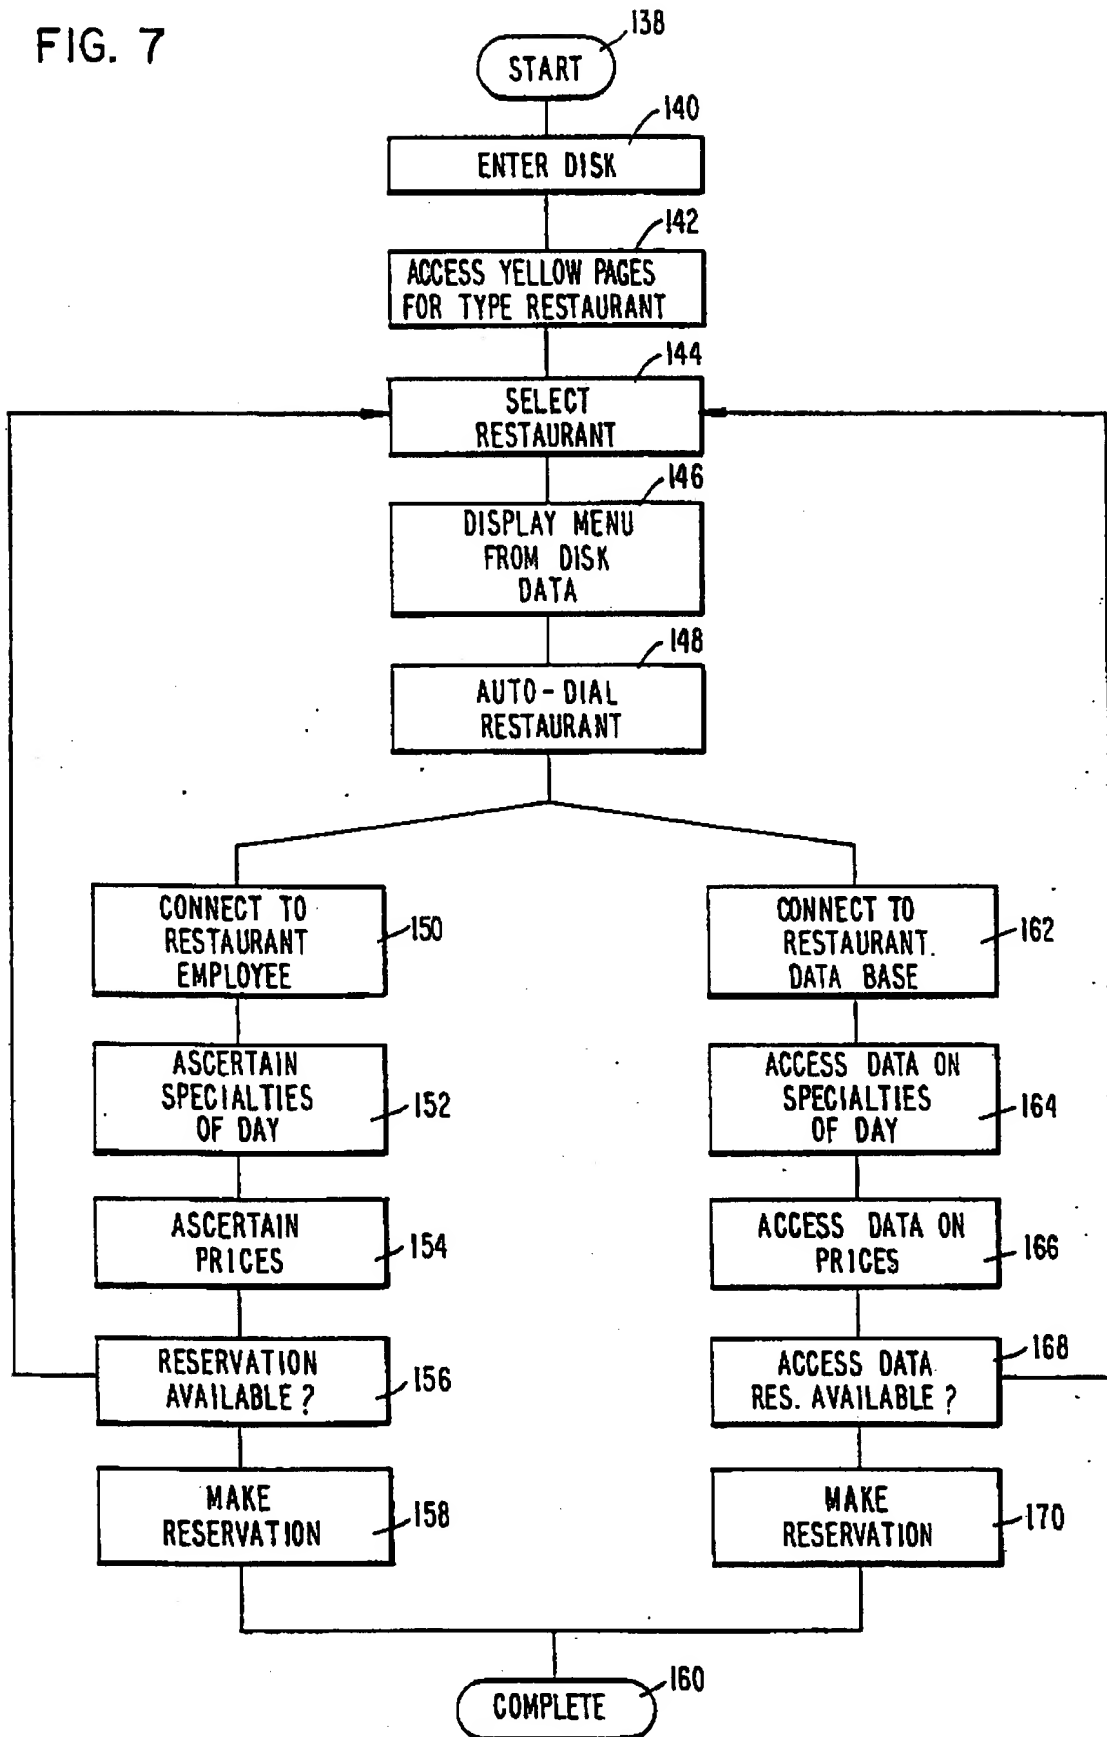 FIG. 7
START
138
ENTER DISK
140
ACCESS YELLOW PAGES
FOR TYPE RESTAURANT
142
SELECT
RESTAURANT
144
DISPLAY MENU
FROM DISK
DATA
146
AUTO-DIAL
RESTAURANT
148
CONNECT TO
RESTAURANT
EMPLOYEE
150
ASCERTAIN
SPECIALTIES
OF DAY
152
ASCERTAIN
PRICES
154
RESERVATION
AVAILABLE?
156
MAKE
RESERVATION
158
CONNECT TO
RESTAURANT.
DATA BASE
162
ACCESS DATA ON
SPECIALTIES
OF DAY
164
ACCESS DATA ON
PRICES
166
ACCESS DATA
RES. AVAILABLE?
168
MAKE
RESERVATION
170
COMPLETE
160